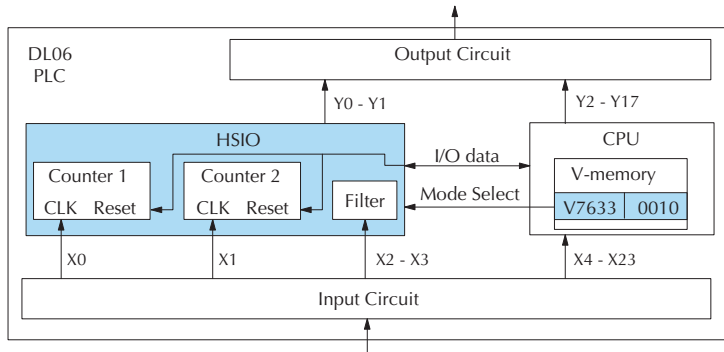 DL06
PLC
Output Circuit
Y0 - Y1
Y2 - Y17
HSIO
CPU
Counter 1
CLK Reset
Counter 2
CLK Reset
Filter
I/O data
Mode Select
V-memory
V7633 0010
X0
X1
X2 - X3
X4 - X23
Input Circuit